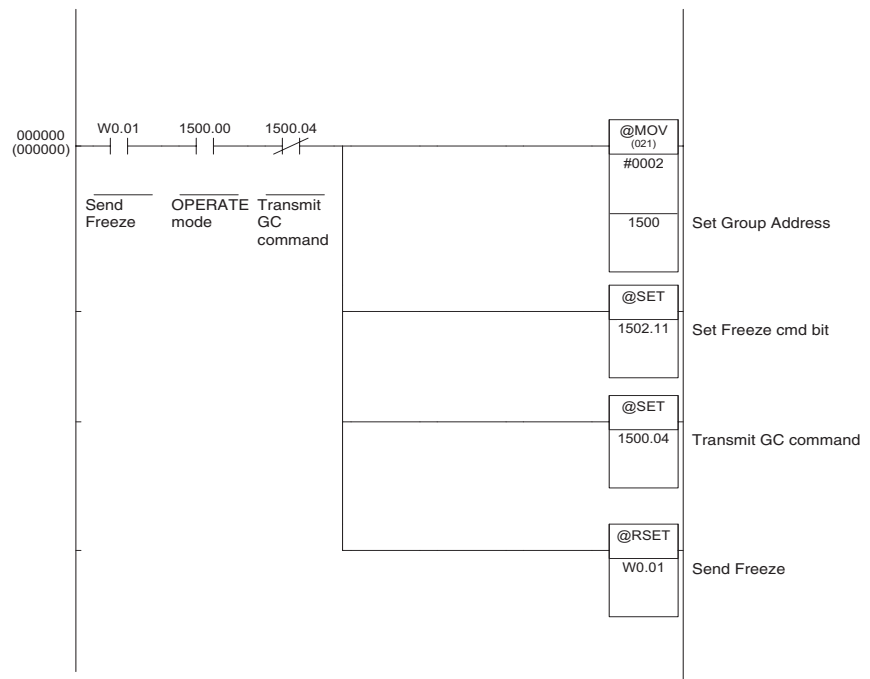 000000
(000000)
W0.01
1500.00
1500.04
Send
Freeze
OPERATE
mode
Transmit
GC
command
@MOV
(021)
#0002
1500
Set Group Address
@SET
1502.11
Set Freeze cmd bit
@SET
1500.04
Transmit GC command
@RSET
W0.01
Send Freeze